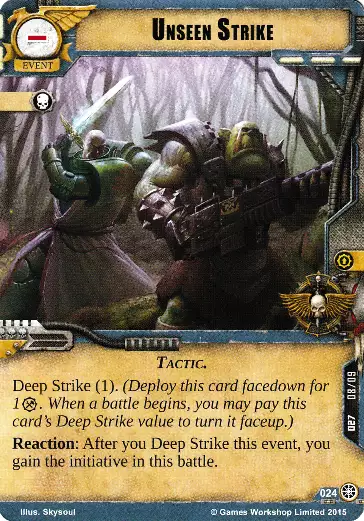 UNSEEN STRIKE
EVENT
TACTIC.
Deep Strike (1). (Deploy this card facedown for
1. When a battle begins, you may pay this
card's Deep Strike value to turn it faceup.)
Reaction: After you Deep Strike this event, you
gain the initiative in this battle.
024
Illus. Skysoul
© Games Workshop Limited 2015